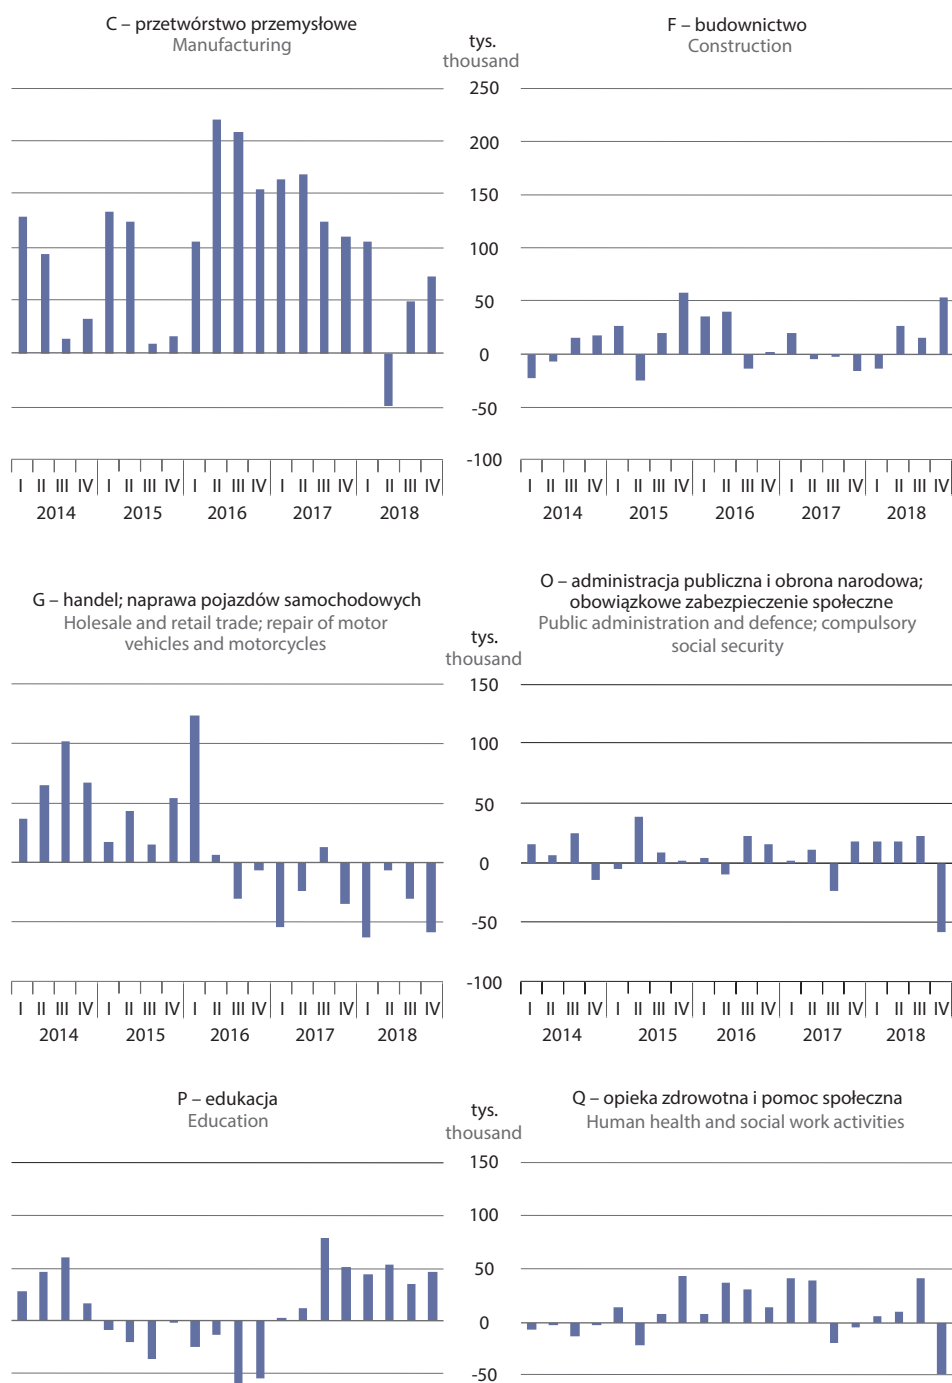 C – przetwórstwo przemysłowe
Manufacturing
tys.
thousand
F – budownictwo
Construction
250
200
150
100
50
0
-50
-100
I II III IV I II III IV I II III IV I II III IV I II III IV
2014 2015 2016 2017 2018
I II III IV I II III IV I II III IV I II III IV I II III IV
2014 2015 2016 2017 2018
G – handel; naprawa pojazdów samochodowych
Holesale and retail trade; repair of motor
vehicles and motorcycles
tys.
thousand
O – administracja publiczna i obrona narodowa;
obowiązkowe zabezpieczenie społeczne
Public administration and defence; compulsory
social security
150
100
50
0
-50
-100
I II III IV I II III IV I II III IV I II III IV I II III IV
2014 2015 2016 2017 2018
I II III IV I II III IV I II III IV I II III IV I II III IV
2014 2015 2016 2017 2018
P – edukacja
Education
tys.
thousand
Q – opieka zdrowotna i pomoc społeczna
Human health and social work activities
150
100
50
0
-50